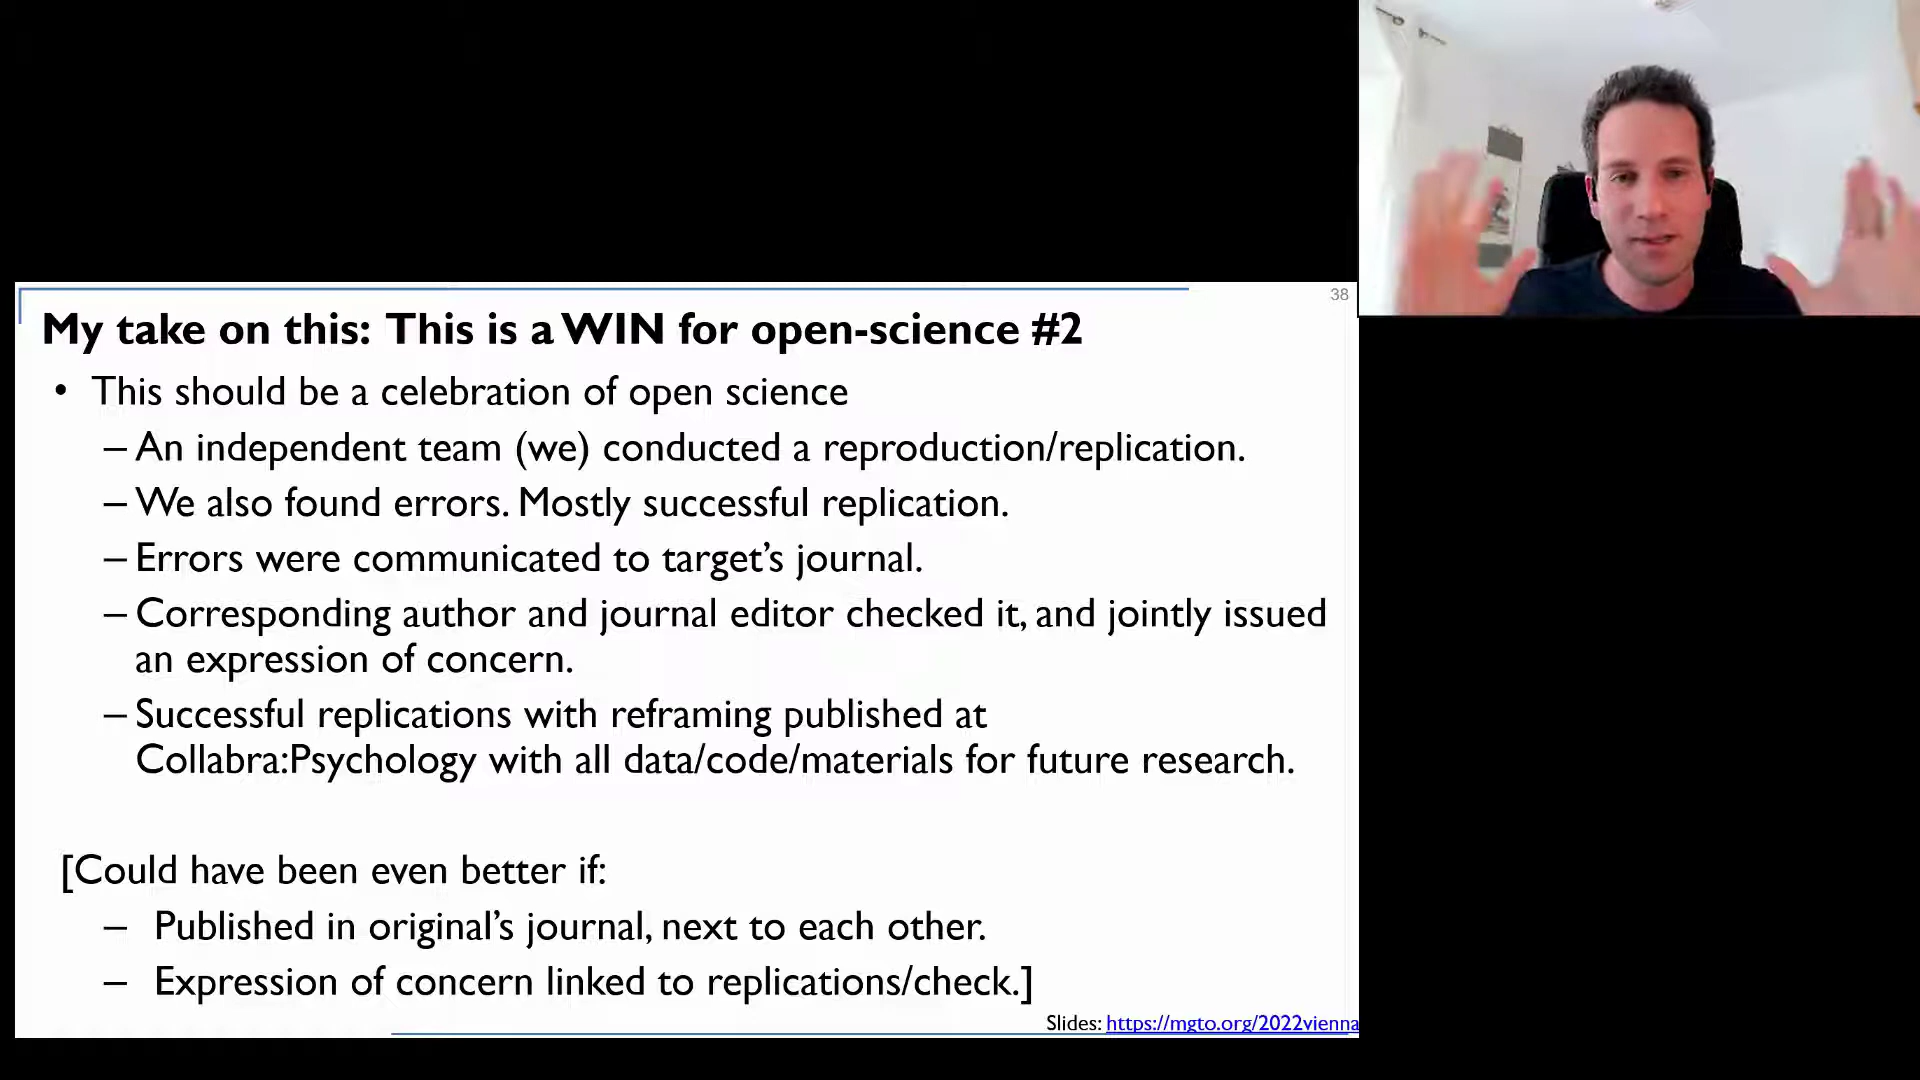 38
My take on this: This is a WIN for open-science #2
• This should be a celebration of open science
– An independent team (we) conducted a reproduction/replication.
– We also found errors. Mostly successful replication.
– Errors were communicated to target’s journal.
– Corresponding author and journal editor checked it, and jointly issued
an expression of concern.
– Successful replications with reframing published at
Collabra:Psychology with all data/code/materials for future research.
[Could have been even better if:
– Published in original’s journal, next to each other.
– Expression of concern linked to replications/check.]
Slides: https://mgto.org/2022vienna